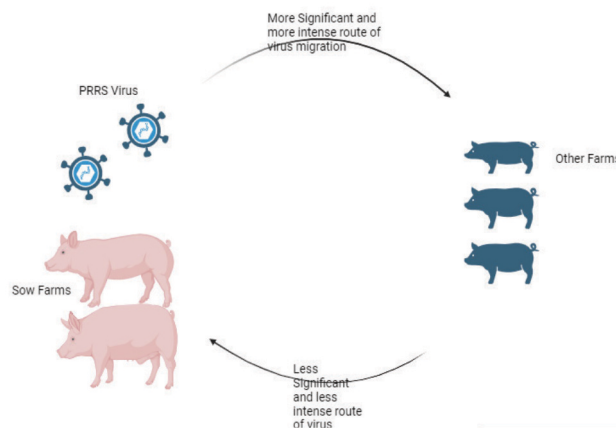 More Significant and
more intense route of
virus migration
PRRS Virus
Other Farms
Sow Farms
Less
Significant
and less
intense route
of virus